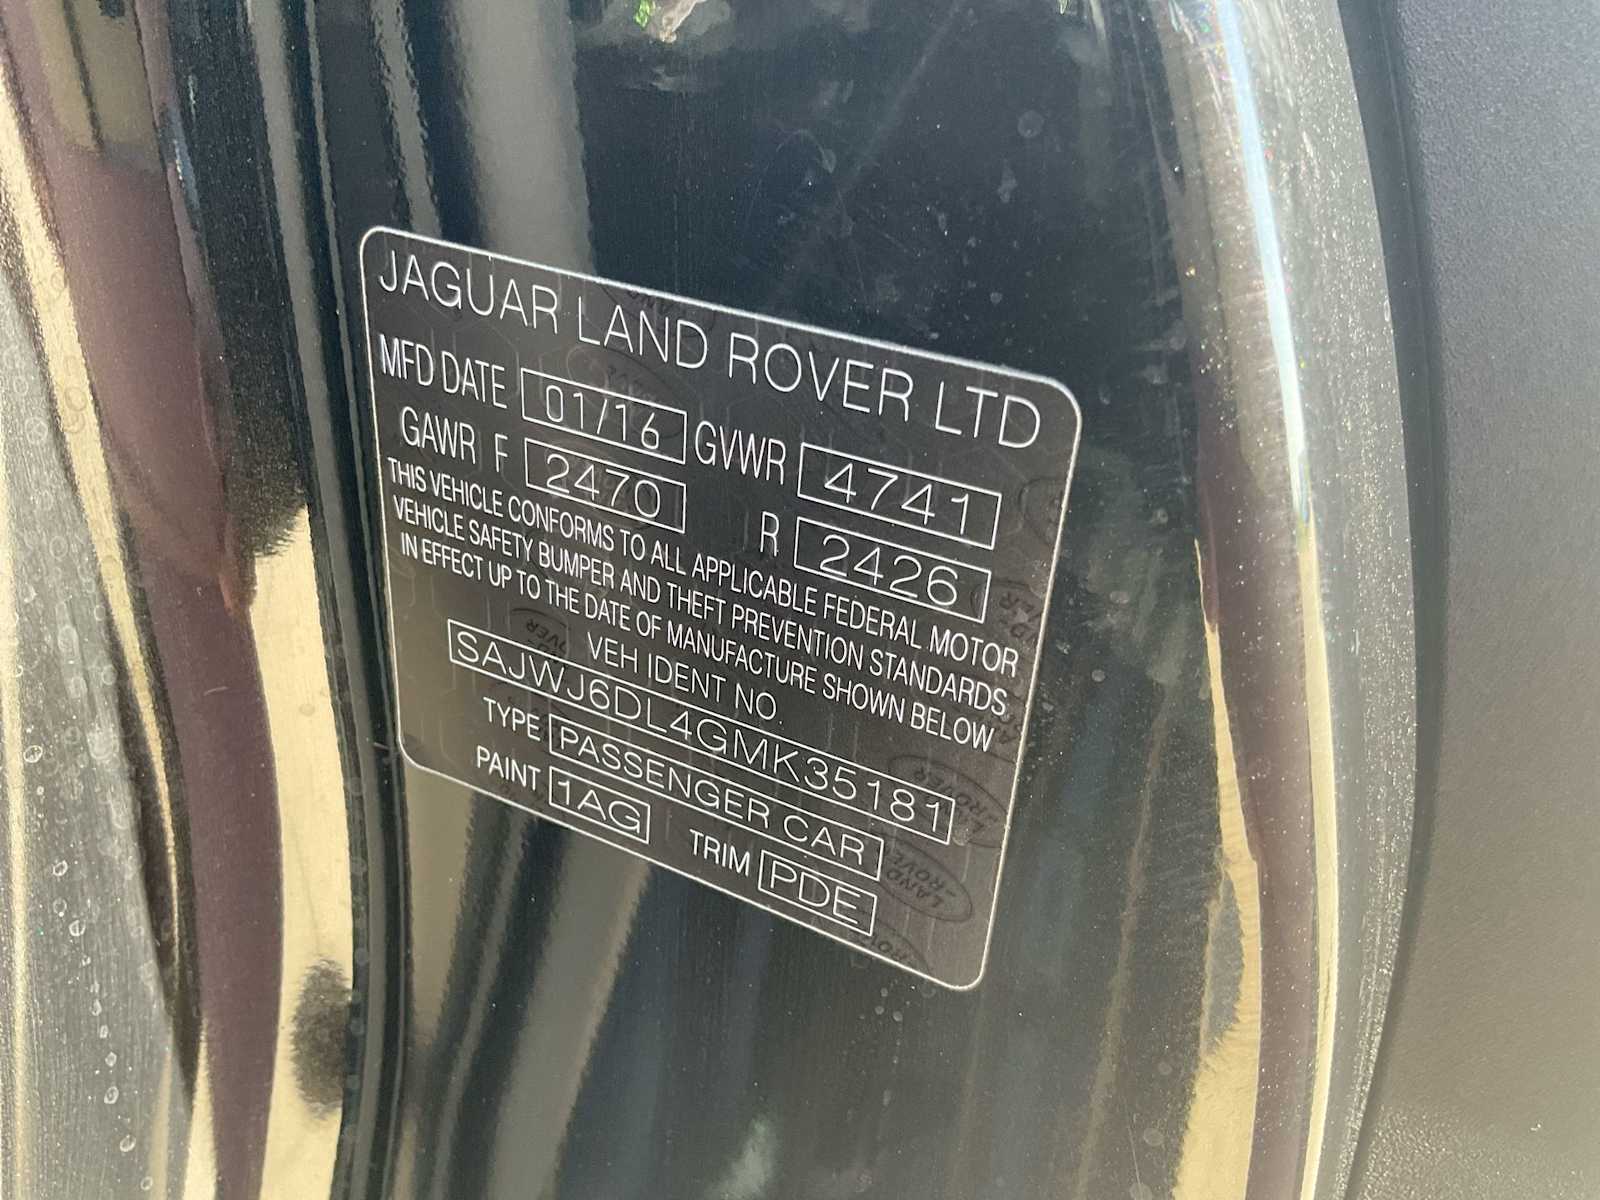 JAGUAR LAND ROVER LTD
MFD DATE 01/16 GVWR 4741
GAWR F 2470 R 2426
THIS VEHICLE CONFORMS TO ALL APPLICABLE FEDERAL MOTOR
VEHICLE SAFETY BUMPER AND THEFT PREVENTION STANDARDS
IN EFFECT UP TO THE DATE OF MANUFACTURE SHOWN BELOW
VEH IDENT NO.
SAJWJ6DL4GMK35181
TYPE PASSENGER CAR
PAINT 1AG TRIM PDE
LAND
-ROVER